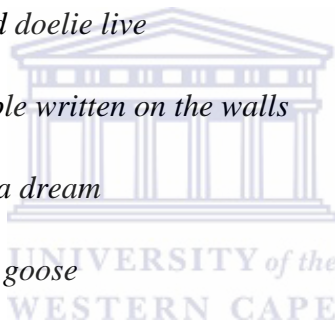 doelie live
ple written on the walls
a dream
goose
UNIVERSITY of the
WESTERN CAPE